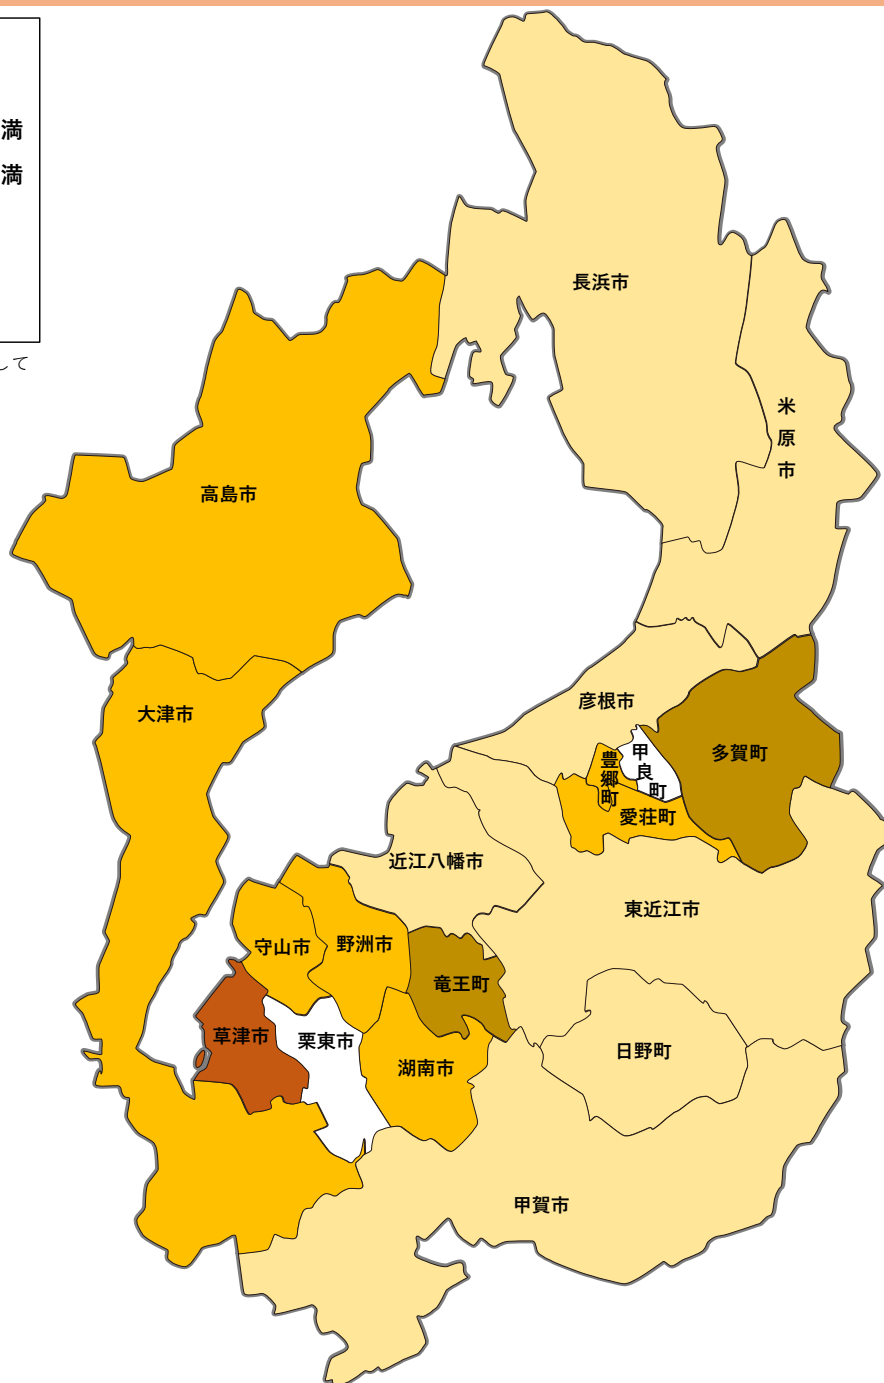 満
満
して
長浜市
米原市
高島市
彦根市
大津市
多賀町
甲良町
豊郷町
愛荘町
近江八幡市
東近江市
守山市
野洲市
竜王町
草津市
栗東市
日野町
湖南市
甲賀市